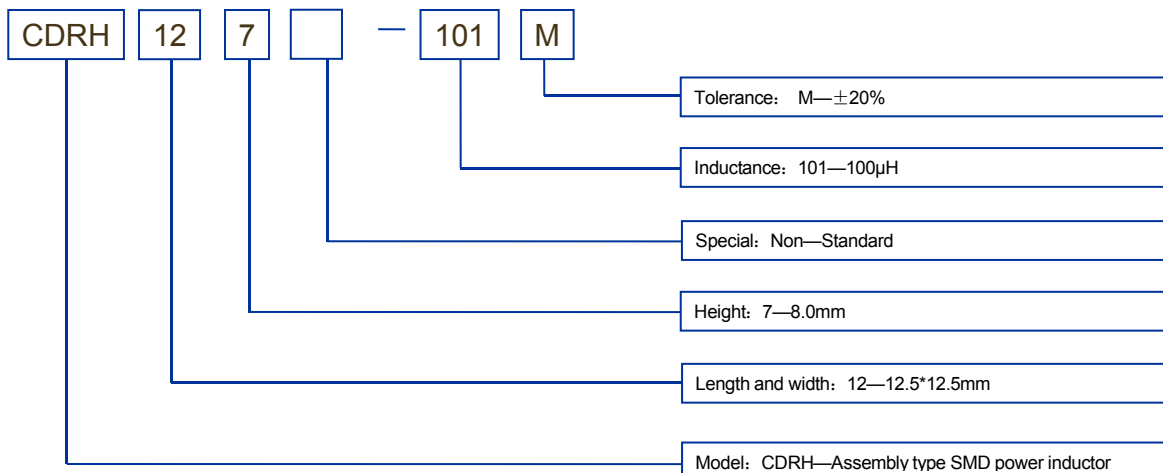 CDRH 12 7 — 101 M
Tolerance： M—±20%
Inductance：101—100µH
Special：Non—Standard
Height：7—8.0mm
Length and width：12—12.5*12.5mm
Model：CDRH—Assembly type SMD power inductor